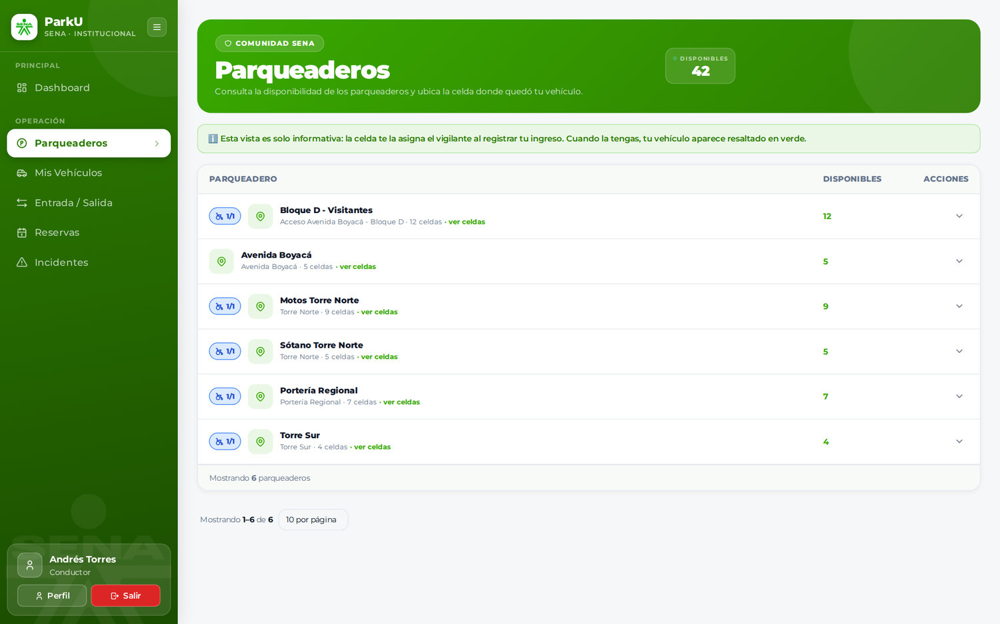 SENA
ParkU
SENA · INSTITUCIONAL
PRINCIPAL
Dashboard
OPERACIÓN
Parqueaderos
Mis Vehículos
Entrada / Salida
Reservas
Incidentes
SENA
Andrés Torres
Conductor
Perfil
Salir
COMUNIDAD SENA
Parqueaderos
Consulta la disponibilidad de los parqueaderos y ubica la celda donde quedó tu vehículo.
DISPONIBLES
42
Esta vista es solo informativa: la celda te la asigna el vigilante al registrar tu ingreso. Cuando la tengas, tu vehículo aparece resaltado en verde.
PARQUEADERO DISPONIBLES ACCIONES
1/1 Bloque D - Visitantes 12
Acceso Avenida Boyacá - Bloque D · 12 celdas • ver celdas
Avenida Boyacá 5
Avenida Boyacá · 5 celdas • ver celdas
1/1 Motos Torre Norte 9
Torre Norte · 9 celdas • ver celdas
1/1 Sótano Torre Norte 5
Torre Norte · 5 celdas • ver celdas
1/1 Portería Regional 7
Portería Regional · 7 celdas • ver celdas
1/1 Torre Sur 4
Torre Sur · 4 celdas • ver celdas
Mostrando 6 parqueaderos
Mostrando 1–6 de 6 10 por página